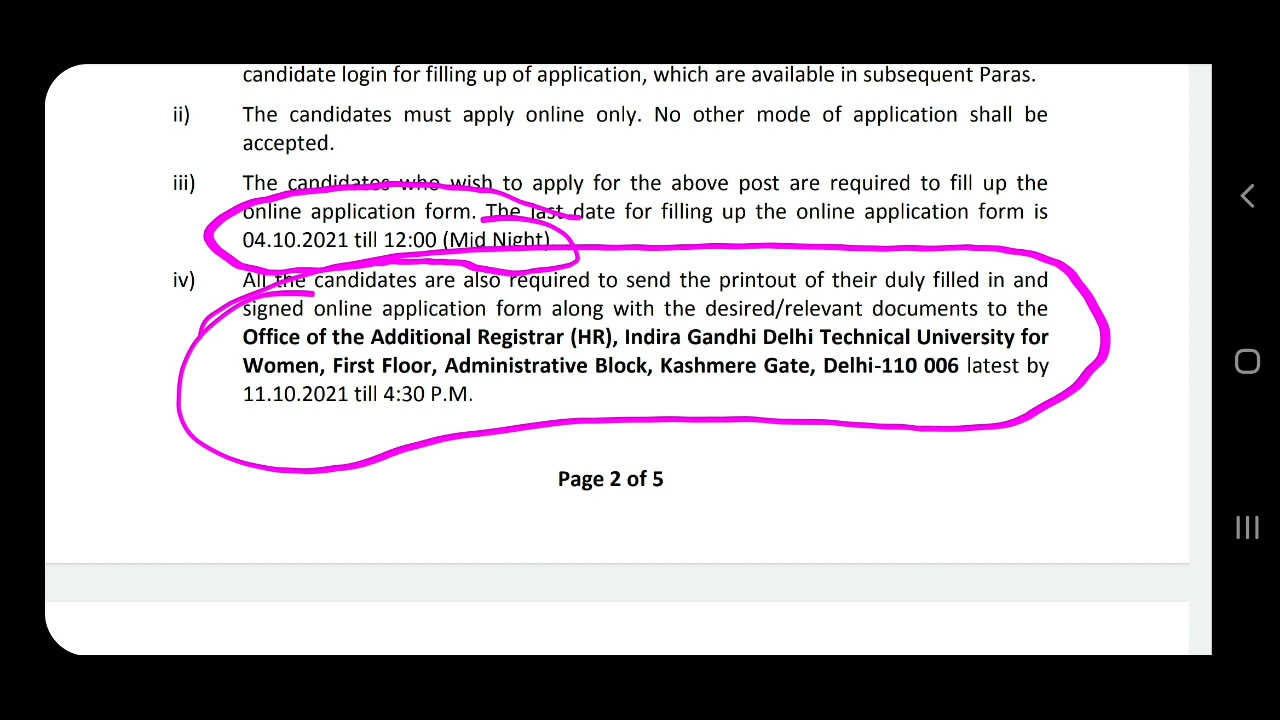 candidate login for filling up of application, which are available in subsequent Paras.
ii) The candidates must apply online only. No other mode of application shall be
accepted.
iii) The candidates who wish to apply for the above post are required to fill up the
online application form. The last date for filling up the online application form is
04.10.2021 till 12:00 (Mid Night).
iv) All the candidates are also required to send the printout of their duly filled in and
signed online application form along with the desired/relevant documents to the
Office of the Additional Registrar (HR), Indira Gandhi Delhi Technical University for
Women, First Floor, Administrative Block, Kashmere Gate, Delhi-110 006 latest by
11.10.2021 till 4:30 P.M.
Page 2 of 5